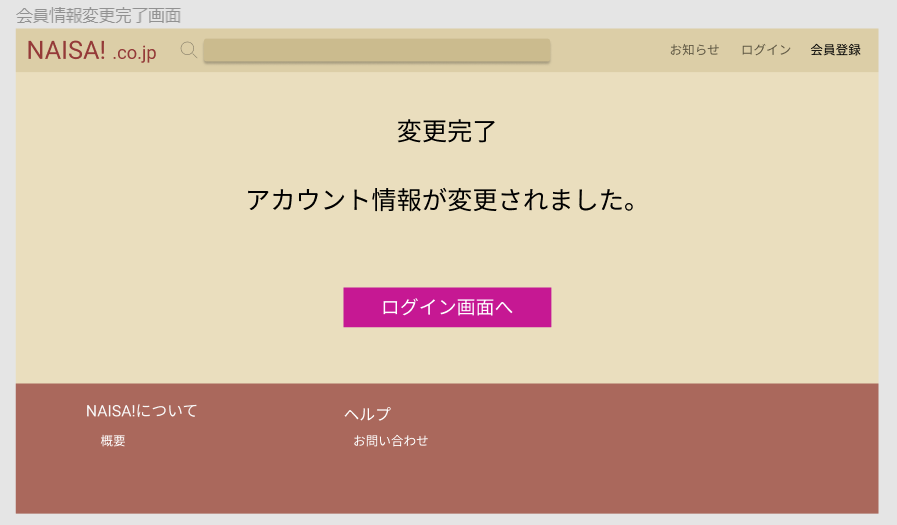 会員情報変更完了画面
NAISA! .co.jp
お知らせ ログイン 会員登録
変更完了
アカウント情報が変更されました。
ログイン画面へ
NAISA!について
ヘルプ
概要
お問い合わせ